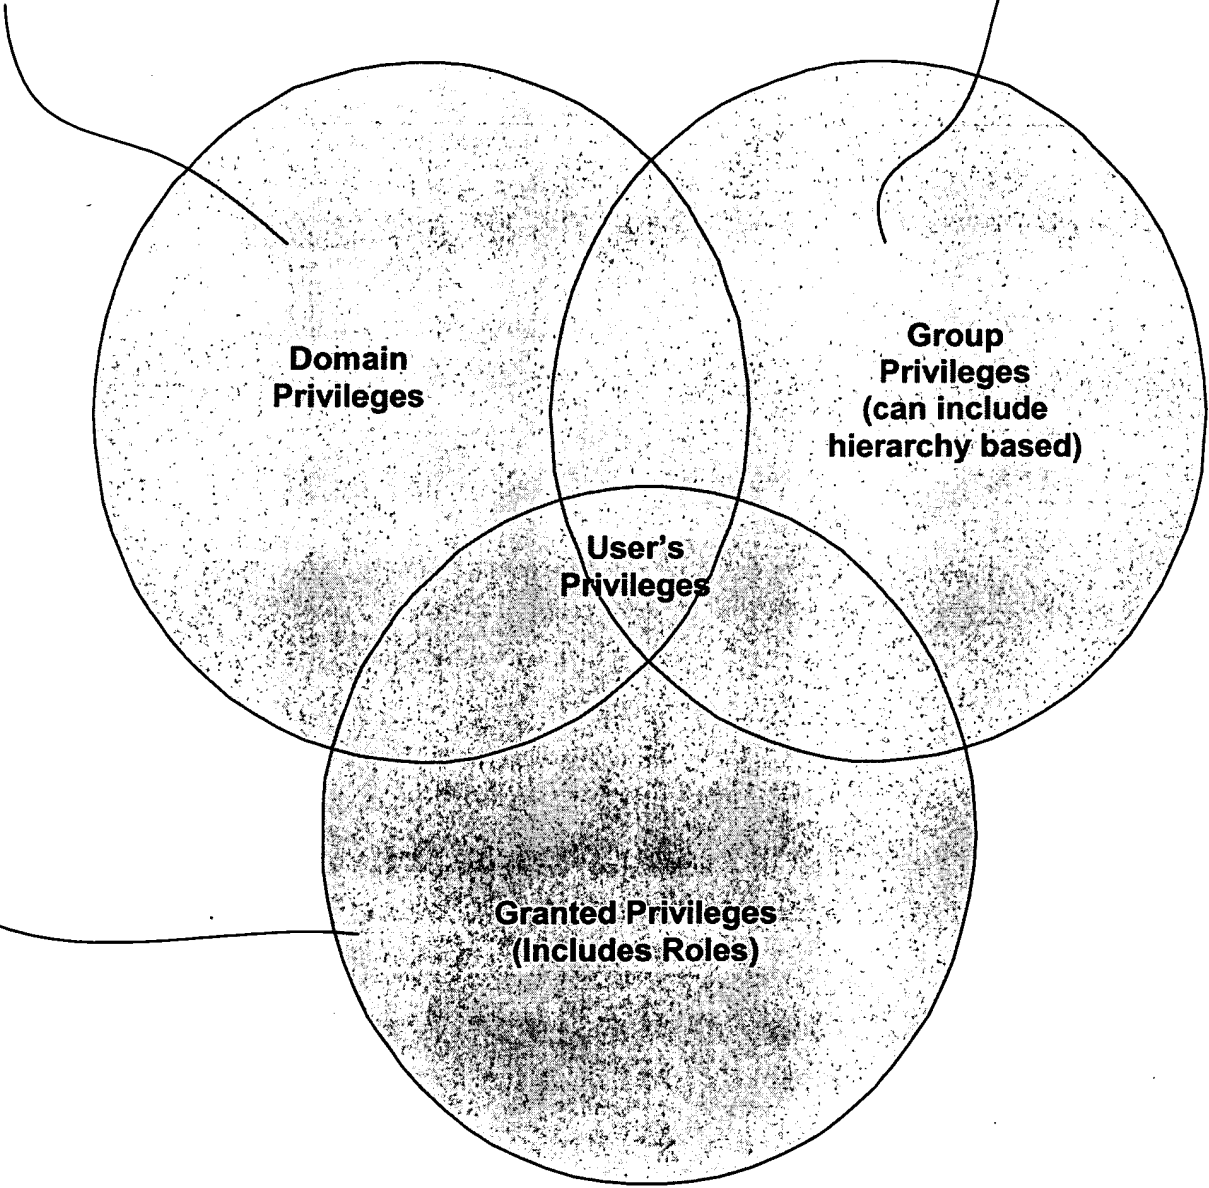 Domain
Privileges
Group
Privileges
(can include
hierarchy based)
User's
Privileges
Granted Privileges
(Includes Roles)